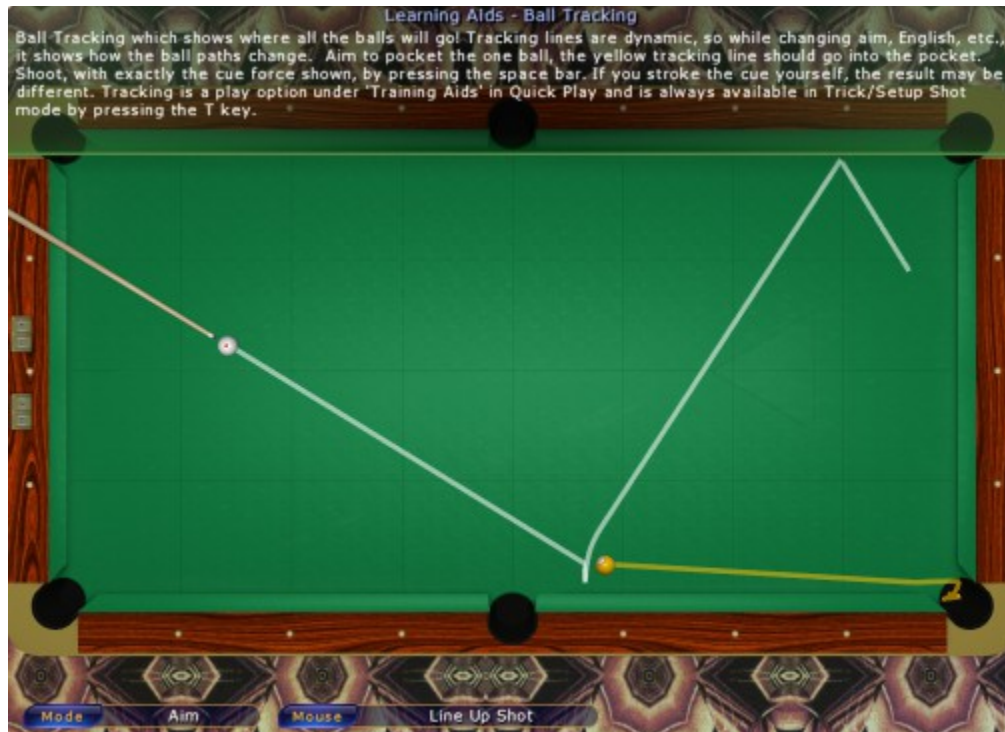 Learning Aids - Ball Tracking
Ball Tracking which shows where all the balls will go! Tracking lines are dynamic, so while changing aim, English, etc.,
it shows how the ball paths change. Aim to pocket the one ball, the yellow tracking line should go into the pocket.
Shoot, with exactly the cue force shown, by pressing the space bar. If you stroke the cue yourself, the result may be
different. Tracking is a play option under 'Training Aids' in Quick Play and is always available in Trick/Setup Shot
mode by pressing the T key.
Mode Aim Mouse Line Up Shot